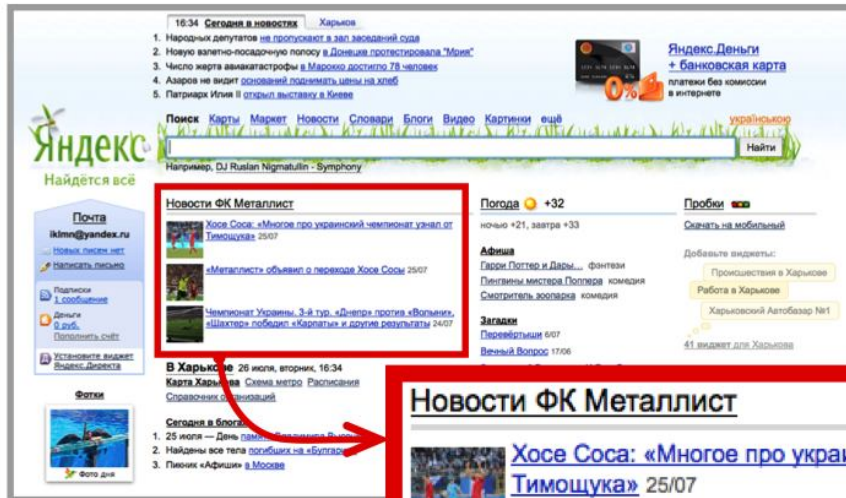 16:34 Сегодня в новостях Харьков
1. Народных депутатов не пропускают в зал заседаний суда
2. Новую взлетно-посадочную полосу в Донецке протестировала "Мрия"
3. Число жертв авиакатастрофы в Марокко достигло 78 человек
4. Азаров не видит оснований поднимать цены на хлеб
5. Патриарх Илия II открыл выставку в Киеве
0%
Яндекс.Деньги
+ банковская карта
платежи без комиссии
в интернете
Яндекс
Найдётся всё
Поиск Карты Маркет Новости Словари Блоги Видео Картинки ещё
українською
Найти
Например, DJ Ruslan Nigmatullin - Symphony
Почта
iklmn@yandex.ru
Новых писем нет
Написать письмо
Подписки
1 сообщение
Деньги
0 руб.
Пополнить счёт
Установите виджет
Яндекс.Директа
Фотки
Фото дня
Новости ФК Металлист
Хосе Соса: «Многое про украинский чемпионат узнал от
Тимощука» 25/07
«Металлист» объявил о переходе Хосе Сосы 25/07
Чемпионат Украины. 3-й тур. «Днепр» против «Волыни»,
«Шахтер» победил «Карпаты» и другие результаты 24/07
В Харькове 26 июля, вторник, 16:34
Карта Харькова Схема метро Расписания
Справочник организаций
Сегодня в блогах
1. 25 июля — День памяти Владимира
2. Найдены все тела погибших на «Булгарии»
3. Пикник «Афиши» в Москве
Погода +32
ночью +21, завтра +33
Афиша
Гарри Поттер и Дары... фэнтези
Пингвины мистера Поппера комедия
Смотритель зоопарка комедия
Загадки
Перевёртыши 6/07
Вечный Вопрос 17/06
Пробки
Скачать на мобильный
Добавьте виджеты:
Происшествия в Харькове
Работа в Харькове
Харьковский Автобазар №1
41 виджет для Харькова
Новости ФК Металлист
Хосе Соса: «Многое про украи
Тимощука» 25/07